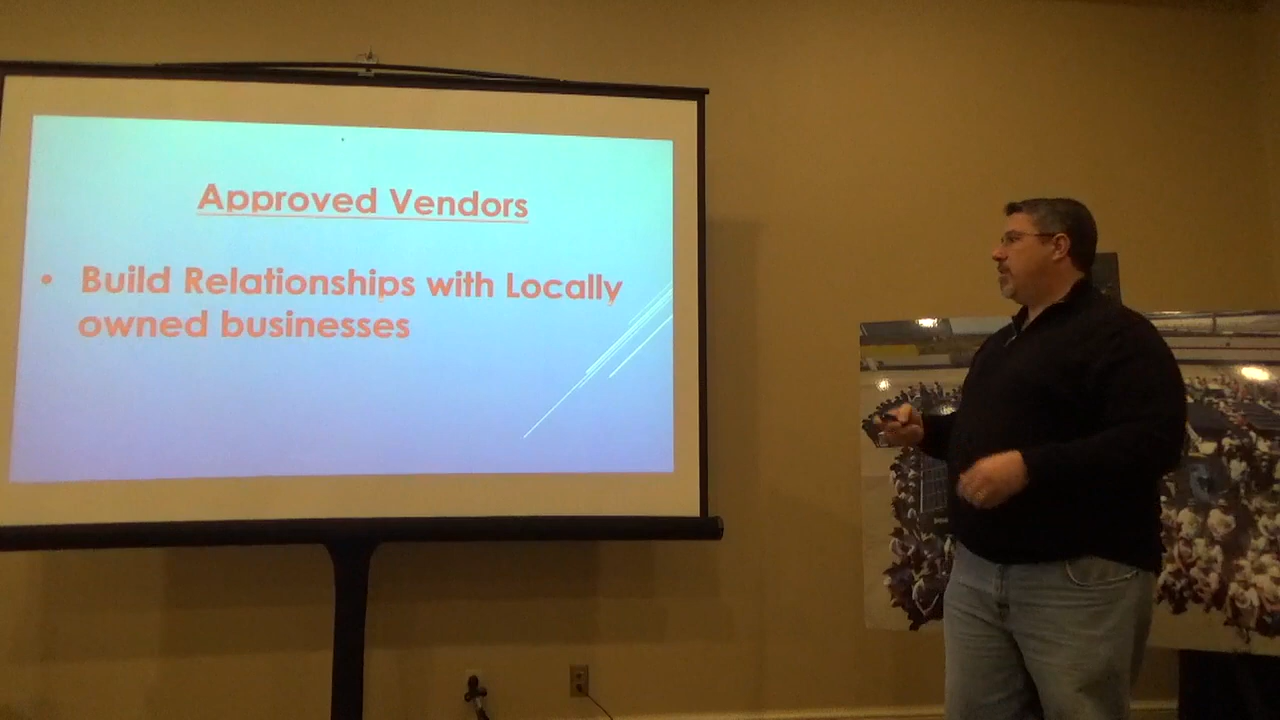 Approved Vendors
• Build Relationships with Locally
owned businesses